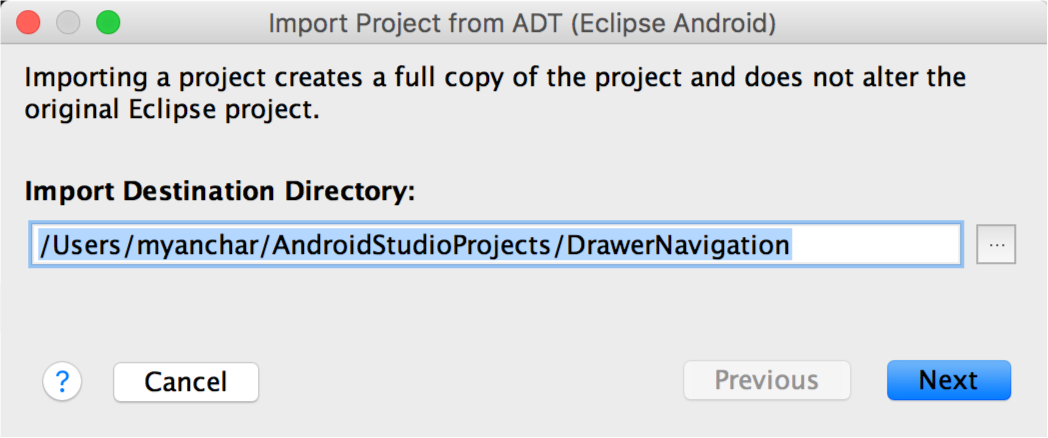 Import Project from ADT (Eclipse Android)
Importing a project creates a full copy of the project and does not alter the
original Eclipse project.
Import Destination Directory:
/Users/myanchar/AndroidStudioProjects/DrawerNavigation
...
? Cancel Previous Next